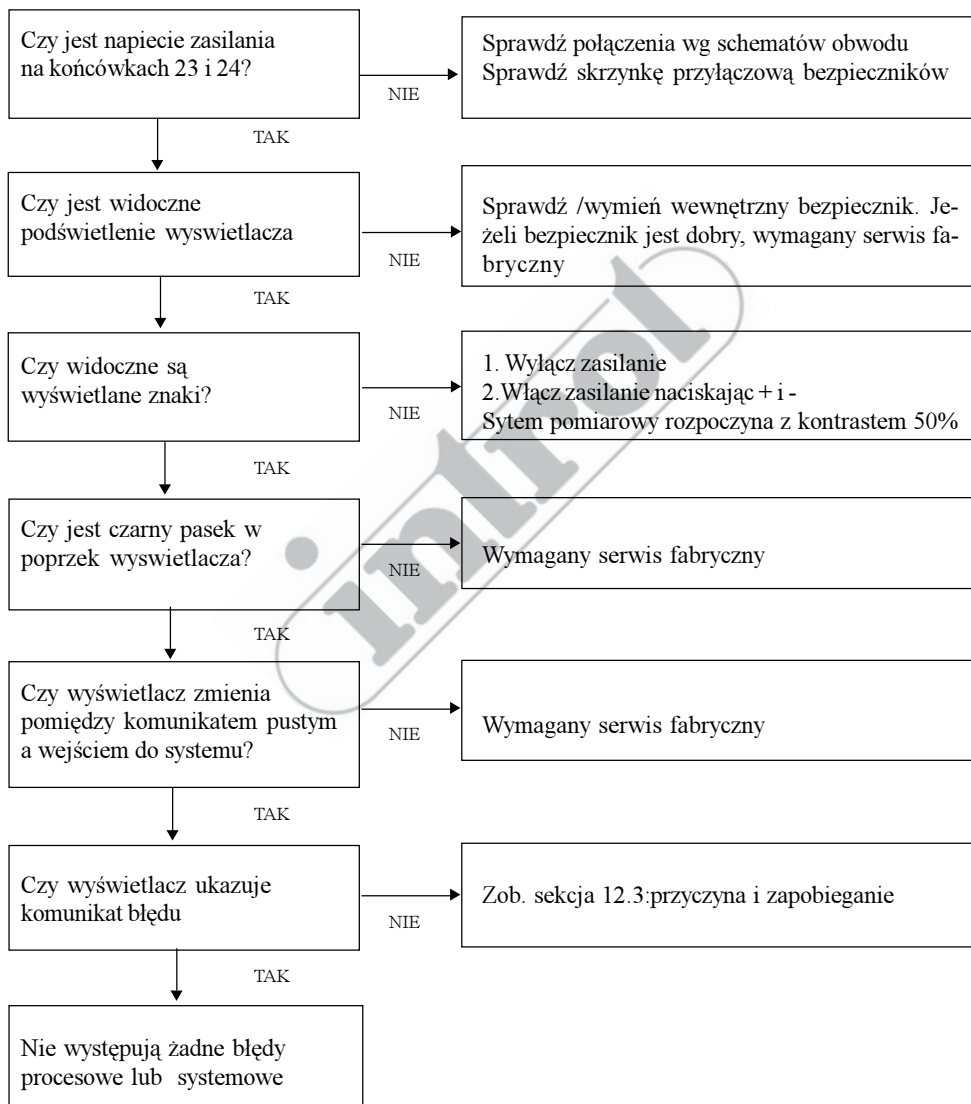 Czy jest napiecie zasilania
na końcówkach 23 i 24?
NIE
Sprawdź połączenia wg schematów obwodu
Sprawdź skrzynkę przyłączową bezpieczników
TAK
Czy jest widoczne
podświetlenie wyswietlacza
NIE
Sprawdź /wymień wewnętrzny bezpiecznik. Je-
żeli bezpiecznik jest dobry, wymagany serwis fa-
bryczny
TAK
Czy widoczne są
wyświetlane znaki?
NIE
1. Wyłącz zasilanie
2.Włącz zasilanie naciskając + i -
Sytem pomiarowy rozpoczyna z kontrastem 50%
TAK
Czy jest czarny pasek w
poprzek wyswietlacza?
NIE
Wymagany serwis fabryczny
TAK
Czy wyświetlacz zmienia
pomiędzy komunikatem pustym
a wejściem do systemu?
NIE
Wymagany serwis fabryczny
TAK
Czy wyświetlacz ukazuje
komunikat błędu
NIE
Zob. sekcja 12.3:przyczyna i zapobieganie
TAK
Nie występują żadne błędy
procesowe lub systemowe
introl